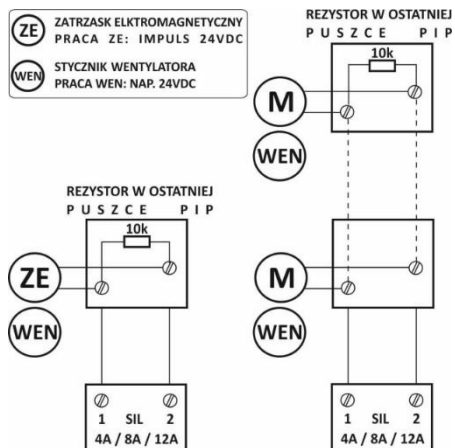 ZE ZATRZASK ELKTROMAGNETYCZNY
PRACA ZE: IMPULS 24VDC
WEN STYCZNIK WENTYLATORA
PRACA WEN: NAP. 24VDC
REZYSTOR W OSTATNIEJ
PUSZCE PIP
10k
M
WEN
REZYSTOR W OSTATNIEJ
PUSZCE PIP
10k
ZE
WEN
M
WEN
1 SIL 2
4A / 8A / 12A
1 SIL 2
4A / 8A / 12A